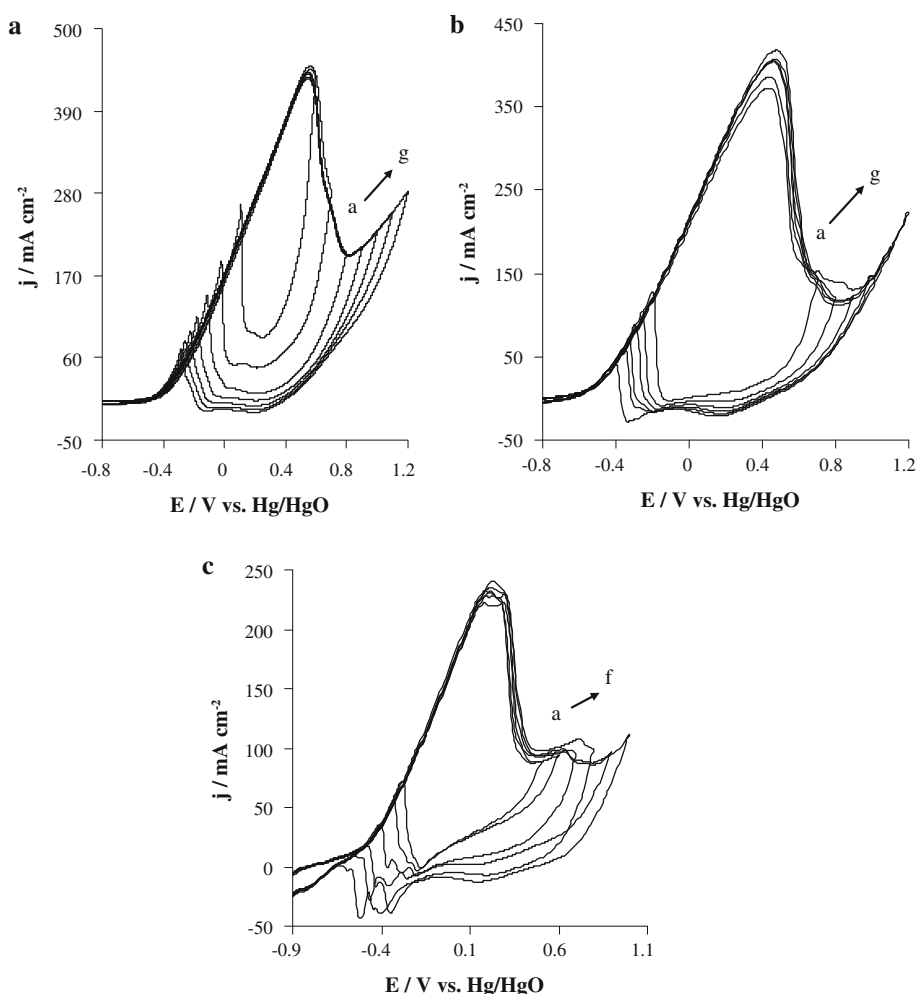 a
500
390
280
170
60
-50
j / mA cm-2
a
g
-0.8 -0.4 0 0.4 0.8 1.2
E / V vs. Hg/HgO
b
450
350
250
150
50
-50
j / mA cm-2
a
g
-0.8 -0.4 0 0.4 0.8 1.2
E / V vs. Hg/HgO
c
250
200
150
100
50
0
-50
j / mA cm-2
a
f
-0.9 -0.4 0.1 0.6 1.1
E / V vs. Hg/HgO